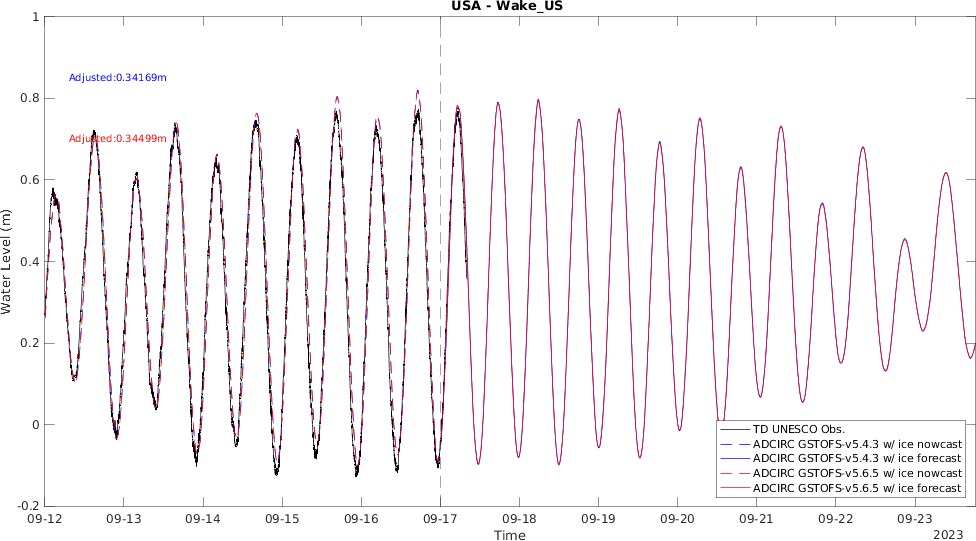 USA - Wake_US
1
0.8
0.6
0.4
0.2
0
-0.2
Water Level (m)
Adjusted:0.34169m
Adjusted:0.34499m
TD UNESCO Obs.
ADCIRC GSTOFS-v5.4.3 w/ ice nowcast
ADCIRC GSTOFS-v5.4.3 w/ ice forecast
ADCIRC GSTOFS-v5.6.5 w/ ice nowcast
ADCIRC GSTOFS-v5.6.5 w/ ice forecast
09-12 09-13 09-14 09-15 09-16 09-17 09-18 09-19 09-20 09-21 09-22 09-23
Time
2023